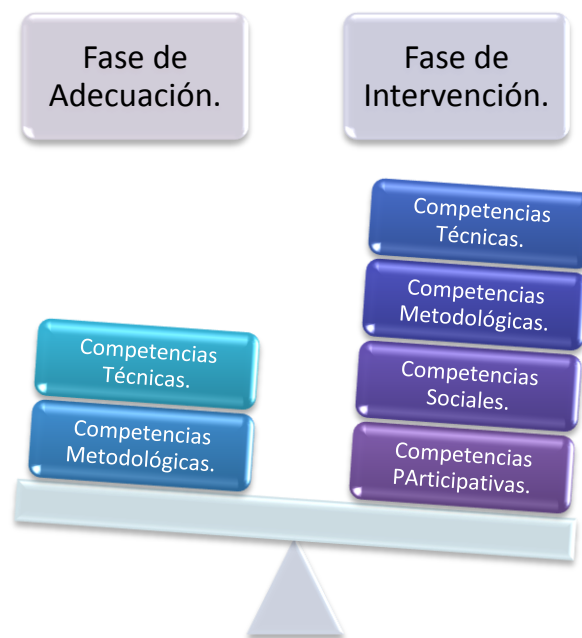 Fase de
Adecuación.
Fase de
Intervención.
Competencias
Técnicas.
Competencias
Metodológicas.
Competencias
Técnicas.
Competencias
Metodológicas.
Competencias
Sociales.
Competencias
PArticipativas.